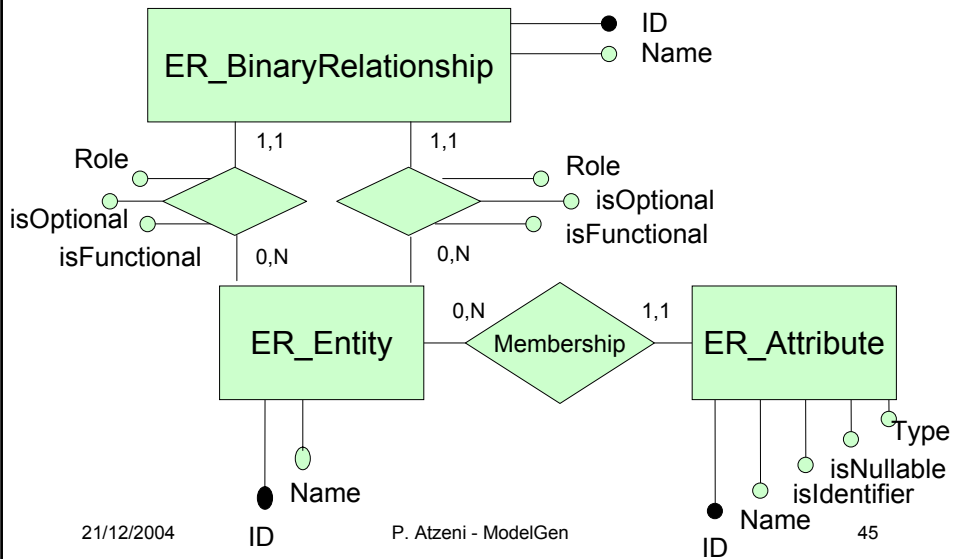 ID
Name
ER_BinaryRelationship
1,1
1,1
Role
isOptional
isFunctional
Role
isOptional
isFunctional
0,N
0,N
0,N
1,1
ER_Entity
Membership
ER_Attribute
Type
isNullable
isIdentifier
Name
ID
Name
ID
21/12/2004
P. Atzeni - ModelGen
45